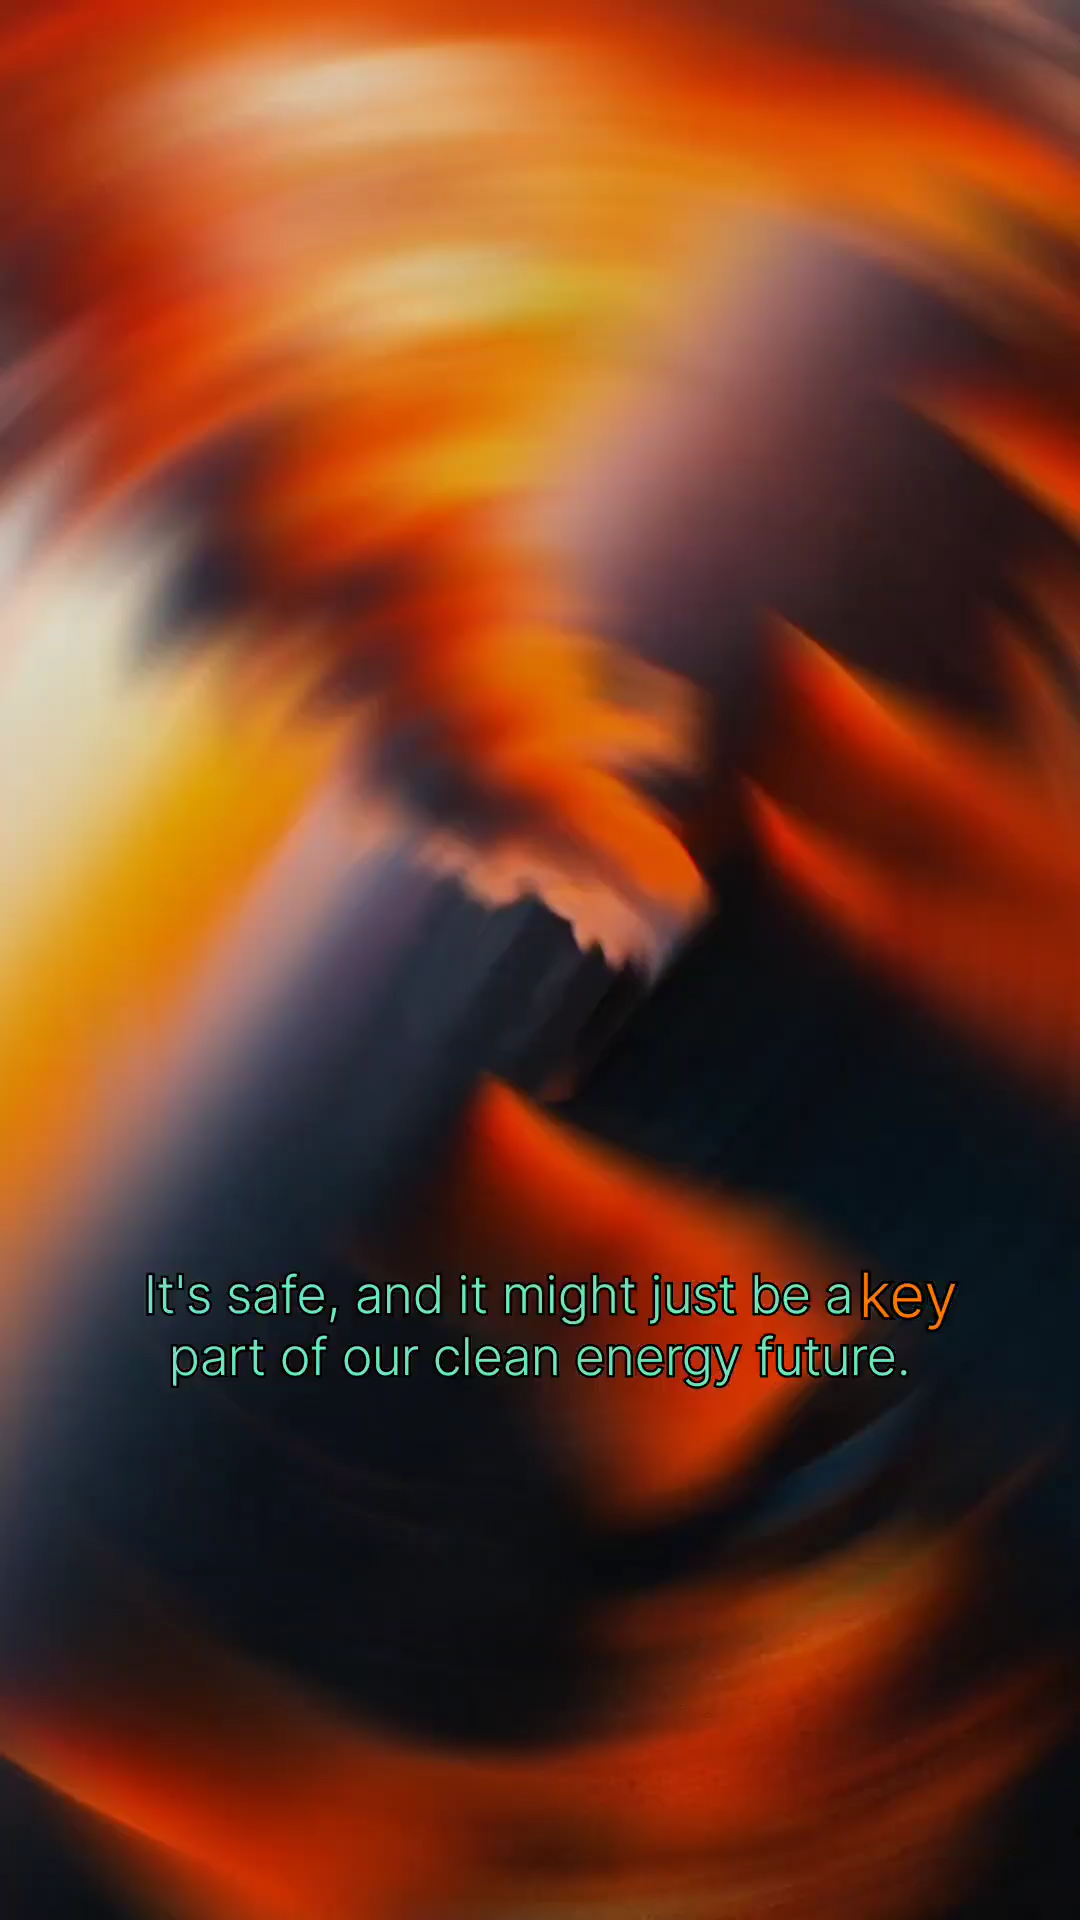 It's safe, and it might just be a key
part of our clean energy future.